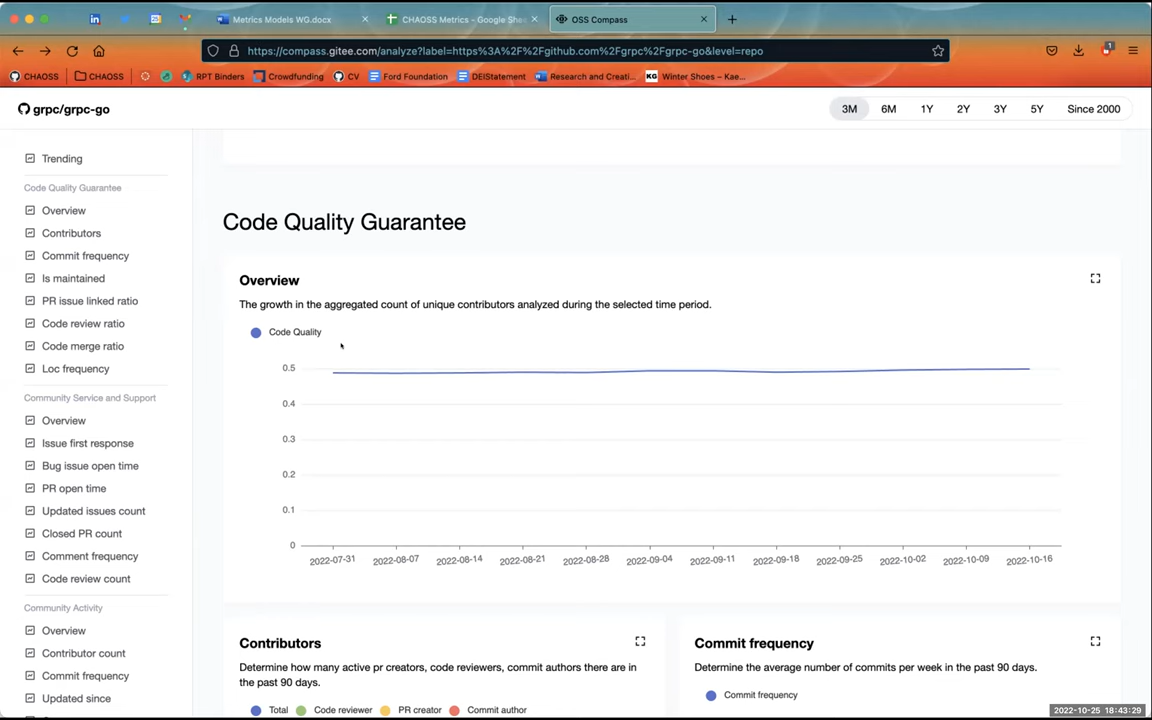 Metrics Models WG.docx
CHAOSS Metrics - Google She
OSS Compass
https://compass.gitee.com/analyze?label=https%3A%2F%2Fgithub.com%2Fgrpc%2Fgrpc-go&level=repo
1
CHAOSS
CHAOSS
RPT Binders
Crowdfunding
CV
Ford Foundation
DEIStatement
Research and Creati...
KG
Winter Shoes – Kae...
grpc/grpc-go
3M 6M 1Y 2Y 3Y 5Y Since 2000
Trending
Code Quality Guarantee
Overview
Contributors
Commit frequency
Is maintained
PR issue linked ratio
Code review ratio
Code merge ratio
Loc frequency
Community Service and Support
Overview
Issue first response
Bug issue open time
PR open time
Updated issues count
Closed PR count
Comment frequency
Code review count
Community Activity
Overview
Contributor count
Commit frequency
Updated since
Code Quality Guarantee
Overview
The growth in the aggregated count of unique contributors analyzed during the selected time period.
Code Quality
0.5
0.4
0.3
0.2
0.1
0
2022-07-31 2022-08-07 2022-08-14 2022-08-21 2022-08-28 2022-09-04 2022-09-11 2022-09-18 2022-09-25 2022-10-02 2022-10-09 2022-10-16
Contributors
Determine how many active pr creators, code reviewers, commit authors there are in
the past 90 days.
Total Code reviewer PR creator Commit author
Commit frequency
Determine the average number of commits per week in the past 90 days.
Commit frequency
2022-10-25 18:43:29